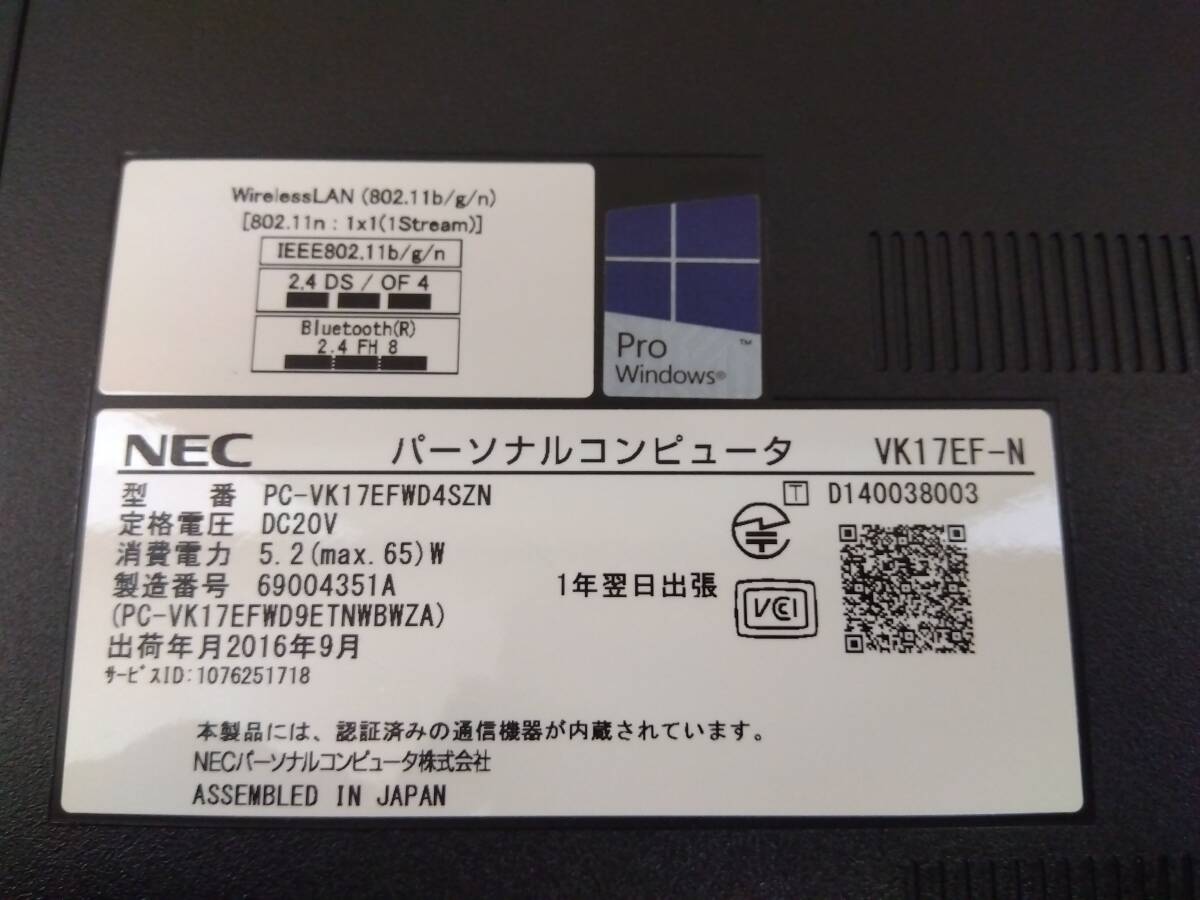 WirelessLAN (802.11b/g/n)
[802.11n : 1x1(1Stream)]
IEEE802.11b/g/n
2.4 DS / OF 4
Bluetooth(R)
2.4 FH 8
Pro
Windows®
™
NEC パーソナルコンピュータ VK17EF-N
型 番 PC-VK17EFWD4SZN
T D140038003
定格電圧 DC20V
消費電力 5.2(max.65)W
製造番号 69004351A
1年翌日出張
(PC-VK17EFWD9ETNWBWZA)
VCI
出荷年月2016年9月
ｻｰﾋﾞｽID:1076251718
本製品には、認証済みの通信機器が内蔵されています。
NECパーソナルコンピュータ株式会社
ASSEMBLED IN JAPAN